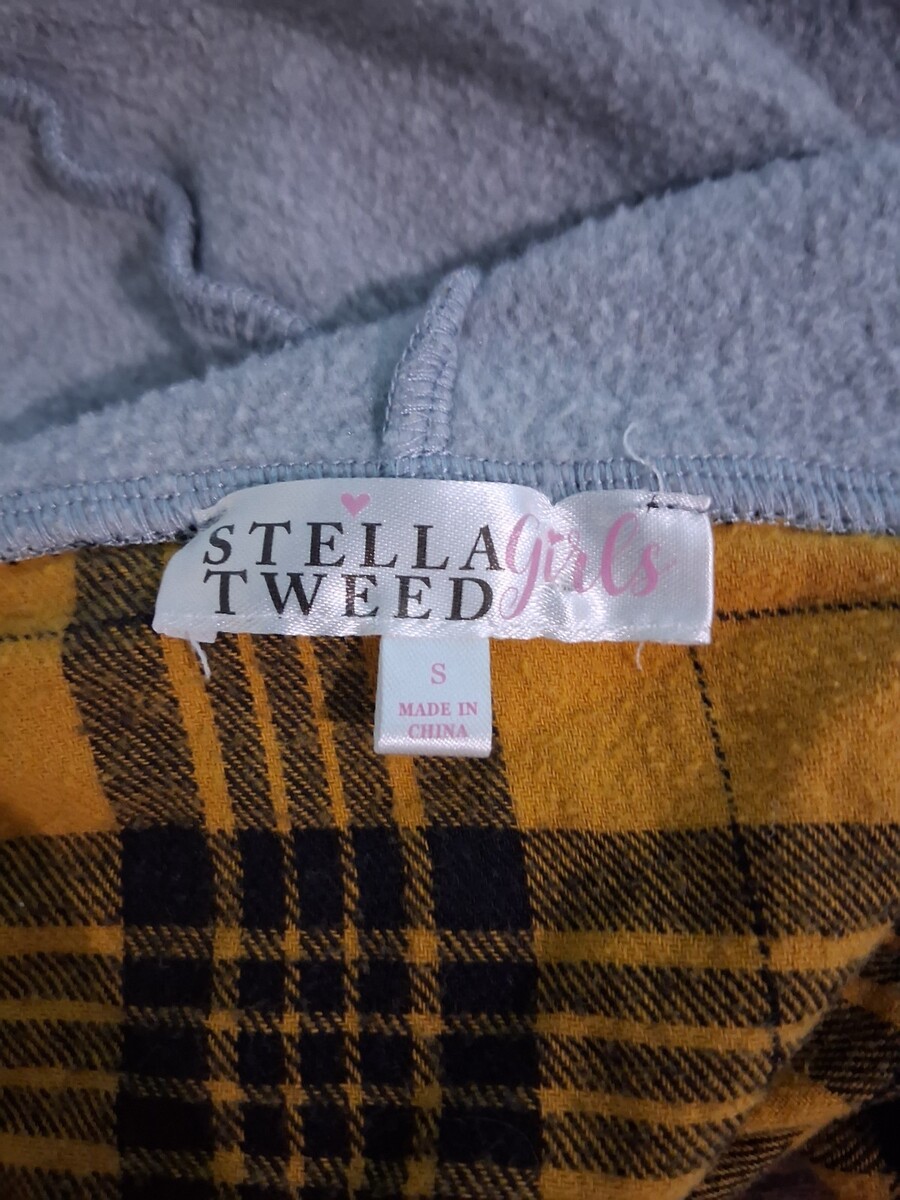 STELLA Girls
TWEED
S
MADE IN
CHINA